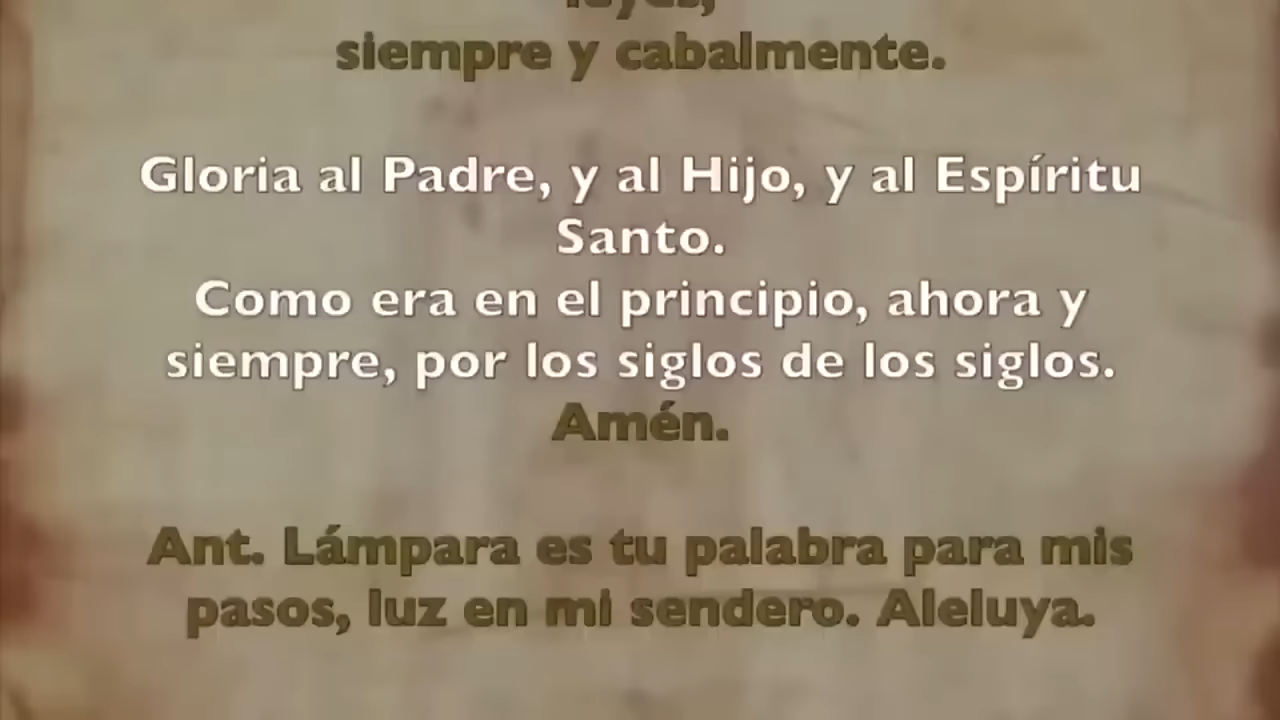 siempre y cabalmente.
Gloria al Padre, y al Hijo, y al Espíritu
Santo.
Como era en el principio, ahora y
siempre, por los siglos de los siglos.
Amén.
Ant. Lámpara es tu palabra para mis
pasos, luz en mi sendero. Aleluya.